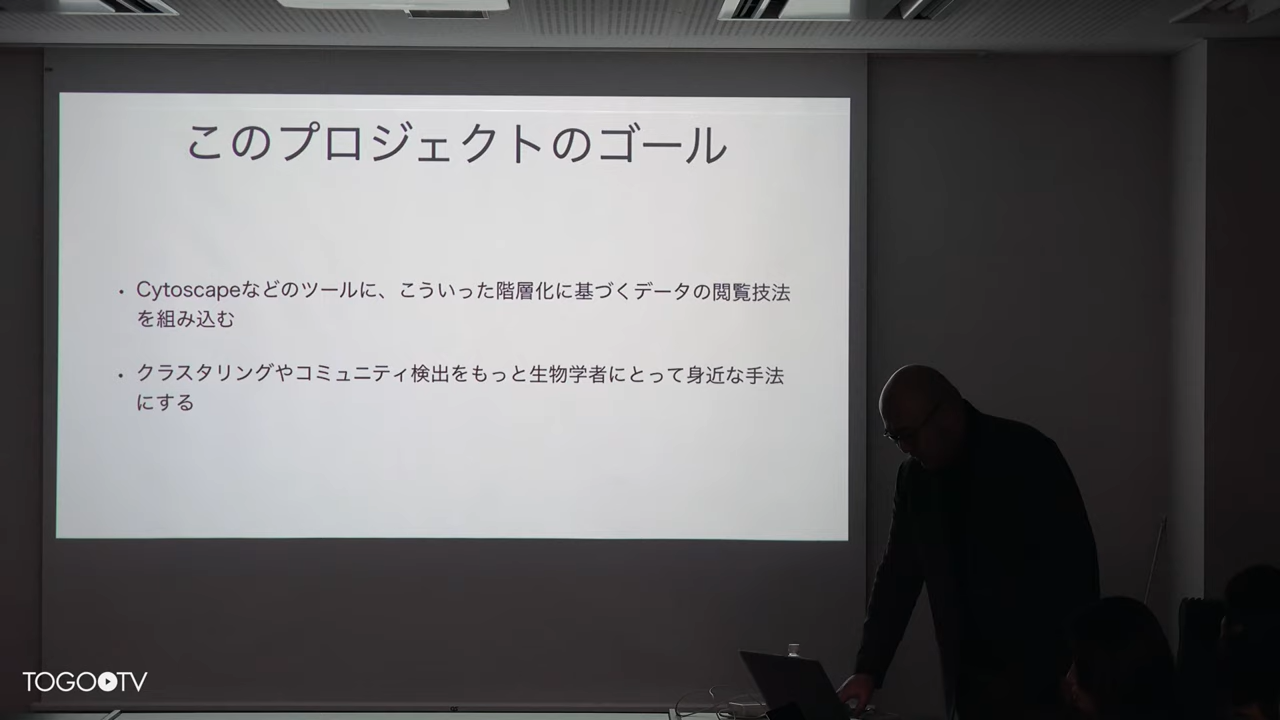 このプロジェクトのゴール
・Cytoscapeなどのツールに、こういった階層化に基づくデータの閲覧技法
を組み込む
・クラスタリングやコミュニティ検出をもっと生物学者にとって身近な手法
にする
TOGOTV